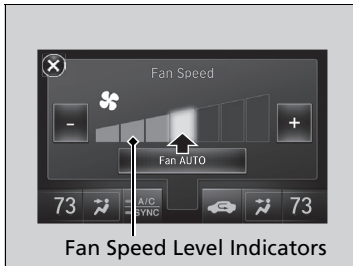 Fan Speed
-
+
Fan AUTO
73 A/C SYNC 73
Fan Speed Level Indicators